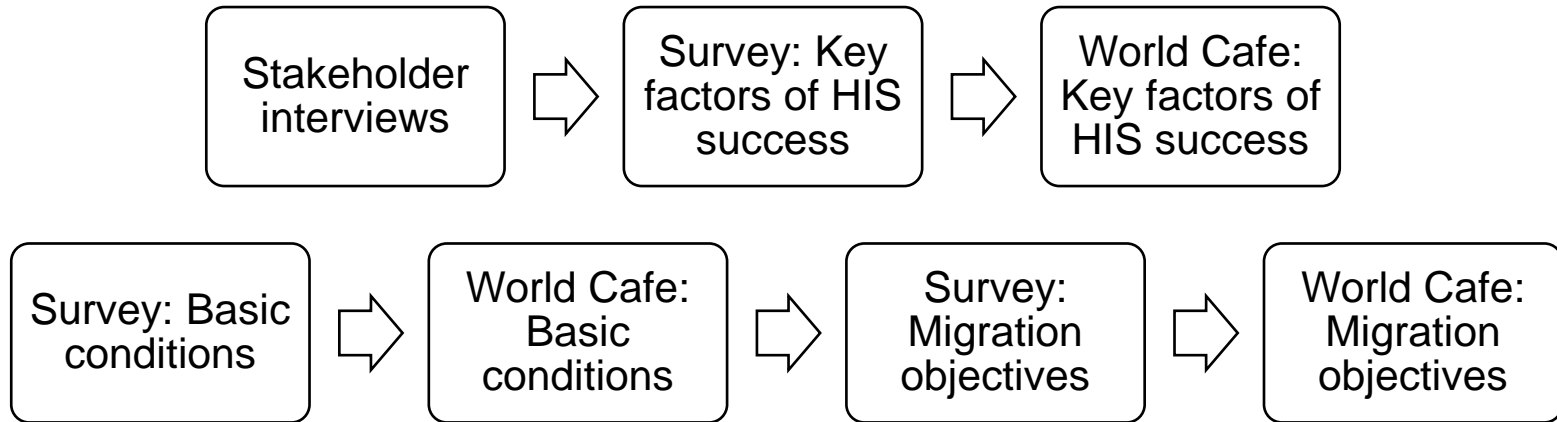 Stakeholder
interviews
Survey: Key
factors of HIS
success
World Cafe:
Key factors of
HIS success
Survey: Basic
conditions
World Cafe:
Basic
conditions
Survey:
Migration
objectives
World Cafe:
Migration
objectives